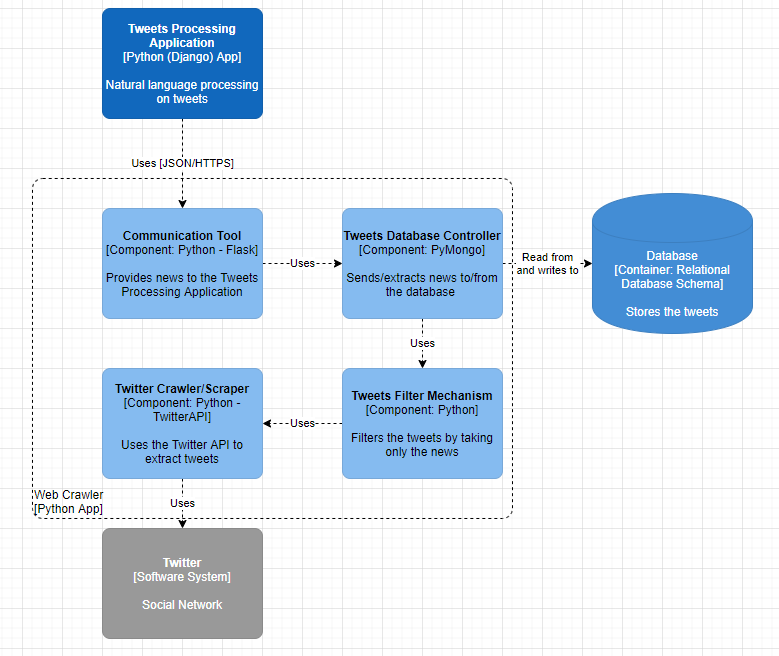 Tweets Processing
Application
[Python (Django) App]
Natural language processing
on tweets
Uses [JSON/HTTPS]
Communication Tool
[Component: Python - Flask]
Provides news to the Tweets
Processing Application
Uses
Tweets Database Controller
[Component: PyMongo]
Sends/extracts news to/from
the database
Read from
and writes to
Database
[Container: Relational
Database Schema]
Stores the tweets
Uses
Twitter Crawler/Scraper
[Component: Python -
TwitterAPI]
Uses the Twitter API to
extract tweets
Uses
Tweets Filter Mechanism
[Component: Python]
Filters the tweets by taking
only the news
Web Crawler
[Python App]
Uses
Twitter
[Software System]
Social Network